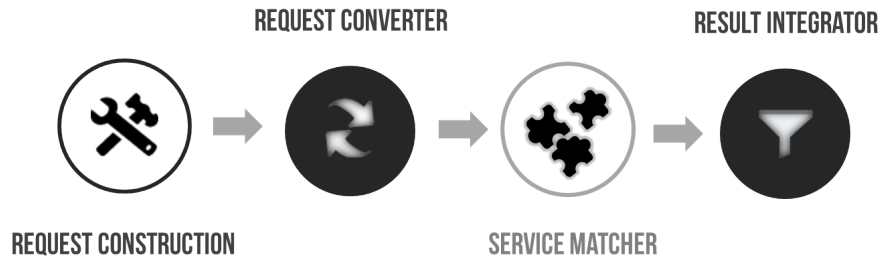 REQUEST CONVERTER
RESULT INTEGRATOR
REQUEST CONSTRUCTION
SERVICE MATCHER